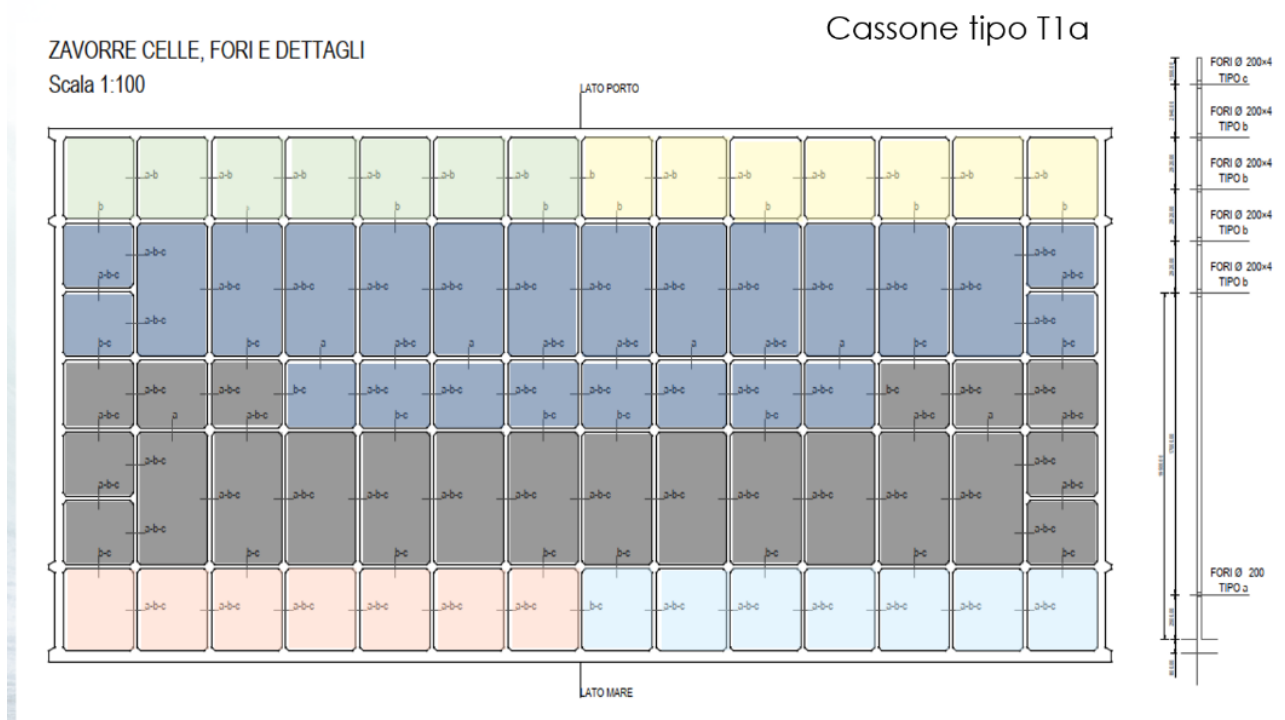 Cassone tipo T1a
ZAVORRE CELLE, FORI E DETTAGLI
Scala 1:100
LATO PORTO
a-b a-b a-b a-b a-b a-b b a-b a-b a-b a-b a-b a-b
b b b b b b b
a-b-c a-b-c
a-b-c a-b-c
a-b-c a-b-c a-b-c a-b-c a-b-c a-b-c a-b-c a-b-c a-b-c a-b-c a-b-c
a-b-c a-b-c
b-c b-c a a-b-c a a-b-c a-b-c a a-b-c a b-c b-c
a-b-c a-b-c b-c a-b-c a-b-c a-b-c a-b-c a-b-c a-b-c a-b-c b-c a-b-c a-b-c
a-b-c a a-b-c b-c b-c b-c b-c a-b-c a a-b-c
a-b-c a-b-c
a-b-c a-b-c
a-b-c a-b-c a-b-c a-b-c a-b-c a-b-c a-b-c a-b-c a-b-c a-b-c a-b-c
a-b-c a-b-c
b-c b-c b-c b-c b-c b-c b-c b-c
a-b-c a-b-c a-b-c a-b-c a-b-c a-b-c b-c a-b-c a-b-c a-b-c a-b-c a-b-c a-b-c
LATO MARE
FORI Ø 200×4
TIPO c
FORI Ø 200×4
TIPO b
FORI Ø 200×4
TIPO b
FORI Ø 200×4
TIPO b
FORI Ø 200×4
TIPO b
FORI Ø 200
TIPO a